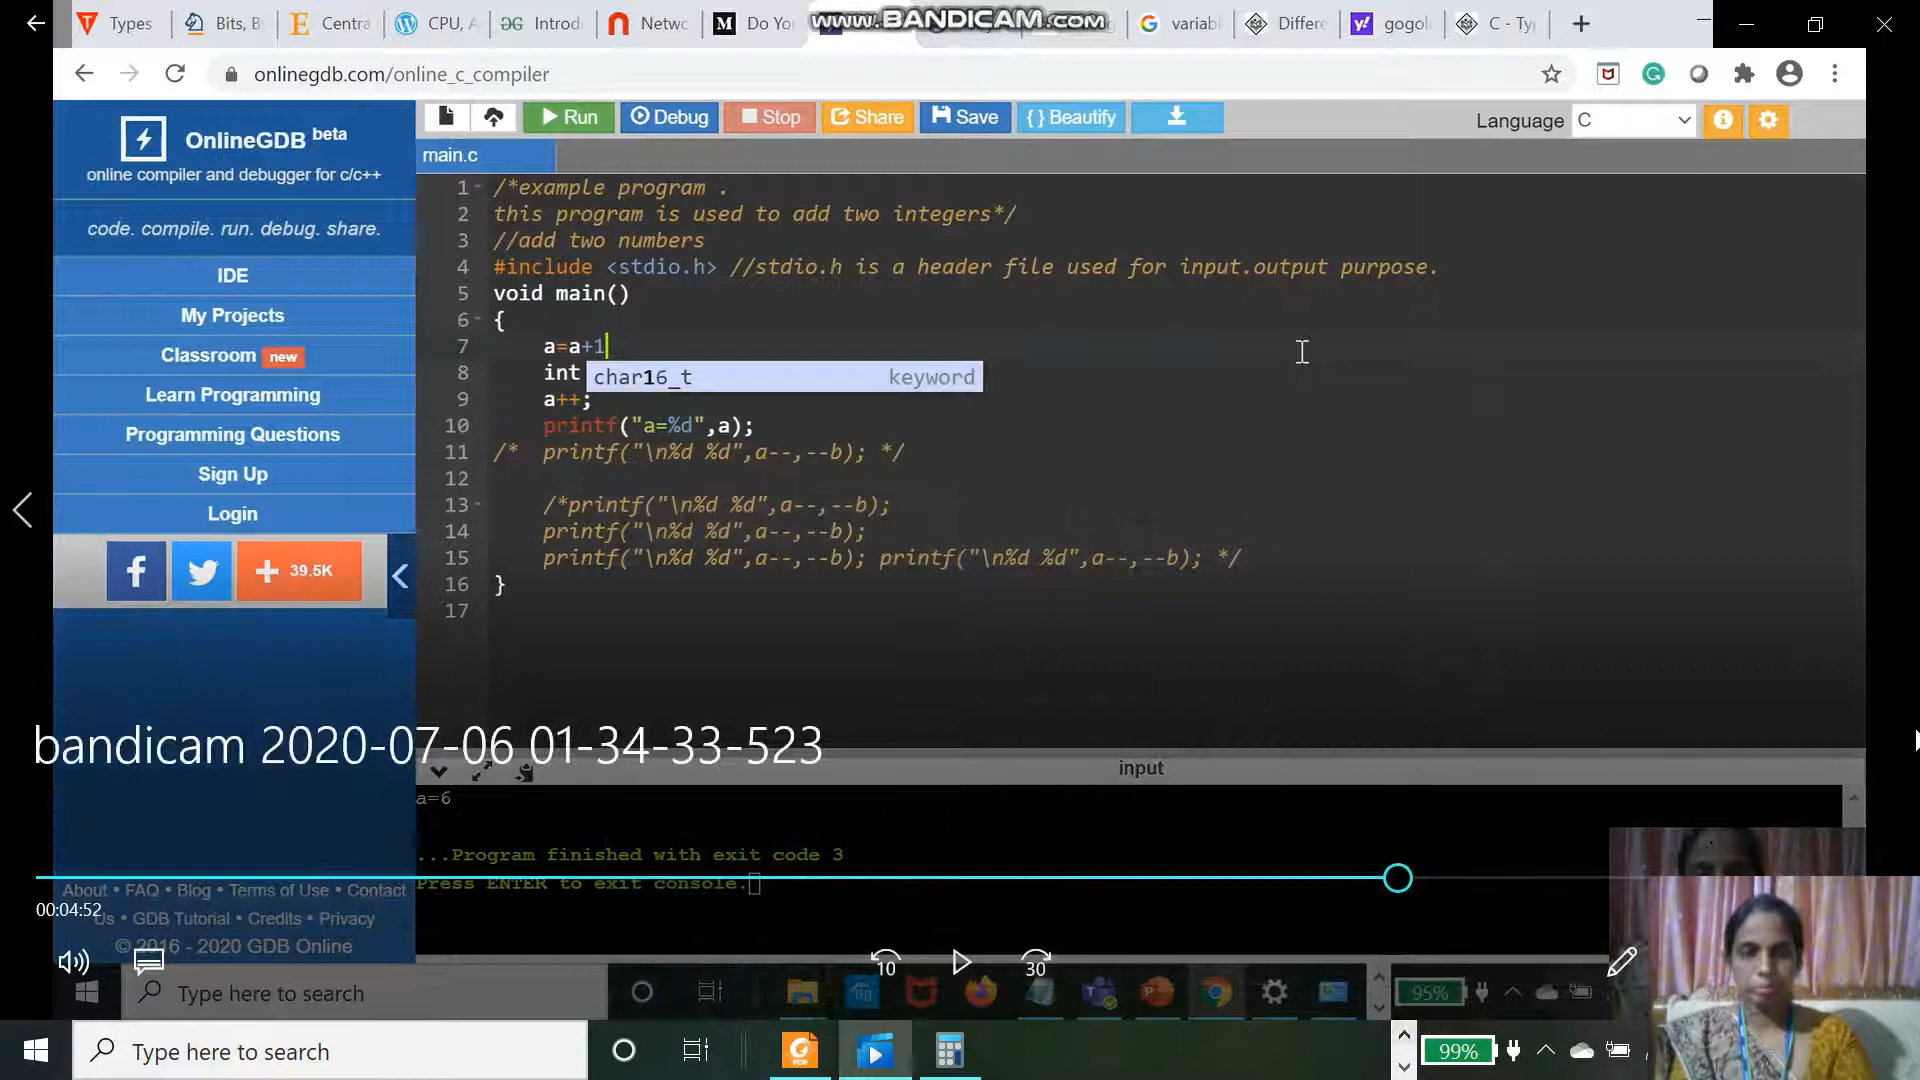 Types
Bits, B
Centra
CPU, A
Introd
Netwo
Do Yo
www.BANDICAM.com
variab
Differe
gogol
C - Ty
onlinegdb.com/online_c_compiler
OnlineGDB beta
online compiler and debugger for c/c++
code. compile. run. debug. share.
IDE
My Projects
Classroom new
Learn Programming
Programming Questions
Sign Up
Login
39.5K
Run
Debug
Stop
Share
Save
{ } Beautify
Language C
main.c
1 /*example program .
2 this program is used to add two integers*/
3 //add two numbers
4 #include <stdio.h> //stdio.h is a header file used for input.output purpose.
5 void main()
6 {
7 a=a+1
8 int
char16_t keyword
9 a++;
10 printf("a=%d",a);
11 /* printf("\n%d %d",a--,--b); */
12
13 /*printf("\n%d %d",a--,--b);
14 printf("\n%d %d",a--,--b);
15 printf("\n%d %d",a--,--b); printf("\n%d %d",a--,--b); */
16 }
17
bandicam 2020-07-06 01-34-33-523
input
a=6
...Program finished with exit code 3
Press ENTER to exit console.
About • FAQ • Blog • Terms of Use • Contact
Us • GDB Tutorial • Credits • Privacy
© 2016 - 2020 GDB Online
00:04:52
10
30
Type here to search
95%
Type here to search
PDF
99%